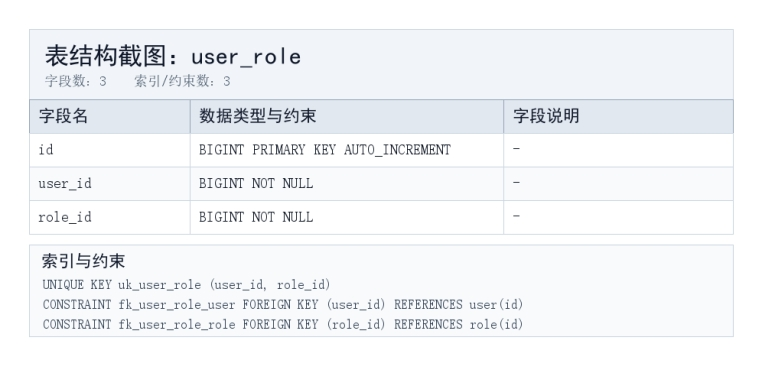 表结构截图：user_role
字段数：3 索引/约束数：3
字段名 数据类型与约束 字段说明
id BIGINT PRIMARY KEY AUTO_INCREMENT -
user_id BIGINT NOT NULL -
role_id BIGINT NOT NULL -
索引与约束
UNIQUE KEY uk_user_role (user_id, role_id)
CONSTRAINT fk_user_role_user FOREIGN KEY (user_id) REFERENCES user(id)
CONSTRAINT fk_user_role_role FOREIGN KEY (role_id) REFERENCES role(id)